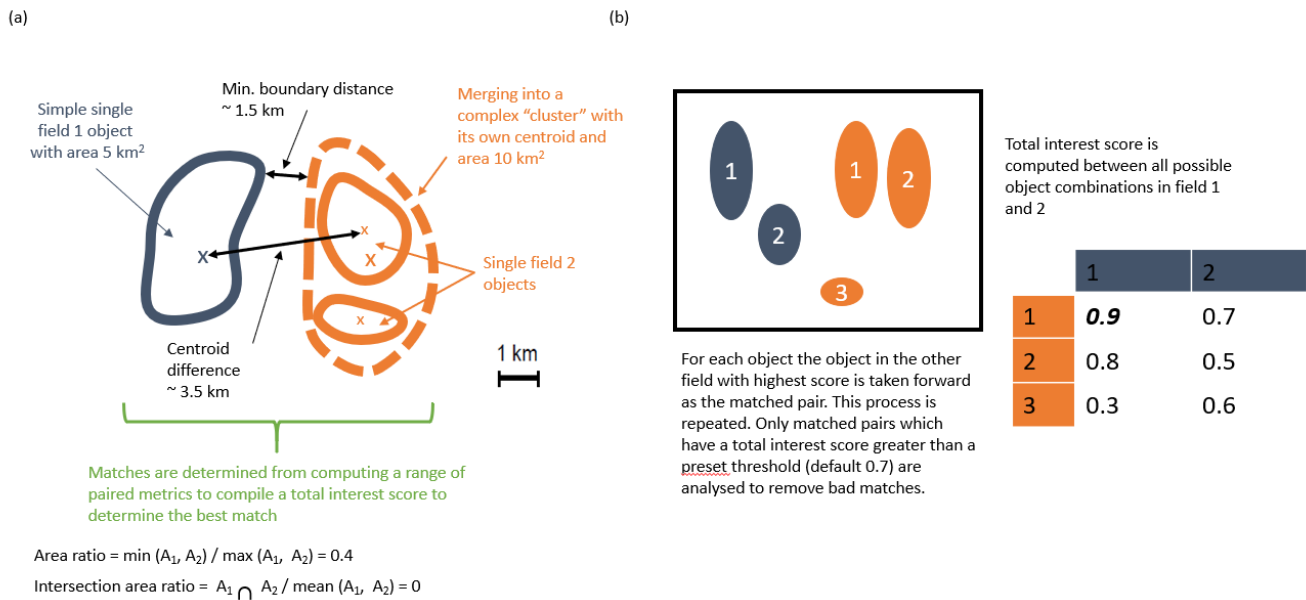 (a)
Simple single
field 1 object
with area 5 km²
Min. boundary distance
~ 1.5 km
Merging into a
complex “cluster” with
its own centroid and
area 10 km²
x
x
x
x
Single field 2
objects
Centroid
difference
~ 3.5 km
1 km
Matches are determined from computing a range of
paired metrics to compile a total interest score to
determine the best match
Area ratio = min (A₁, A₂) / max (A₁, A₂) = 0.4
Intersection area ratio = A₁ ∩ A₂ / mean (A₁, A₂) = 0
(b)
1
2
1
2
3
For each object the object in the other
field with highest score is taken forward
as the matched pair. This process is
repeated. Only matched pairs which
have a total interest score greater than a
preset threshold (default 0.7) are
analysed to remove bad matches.
Total interest score is
computed between all possible
object combinations in field 1
and 2
1 2
1 0.9 0.7
2 0.8 0.5
3 0.3 0.6